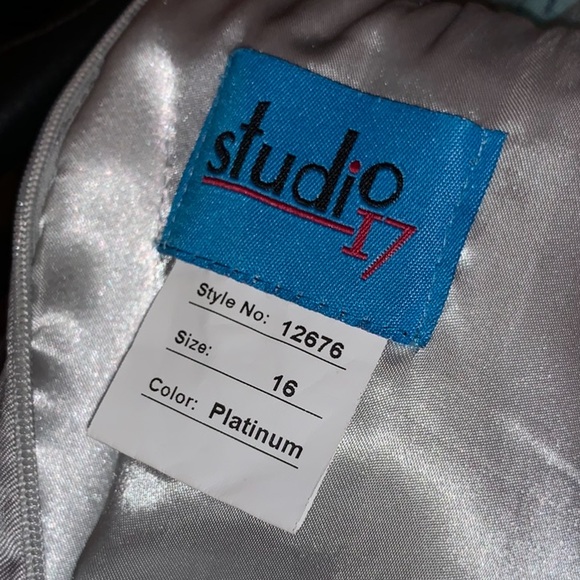 studio
17
Style No: 12676
Size: 16
Color: Platinum